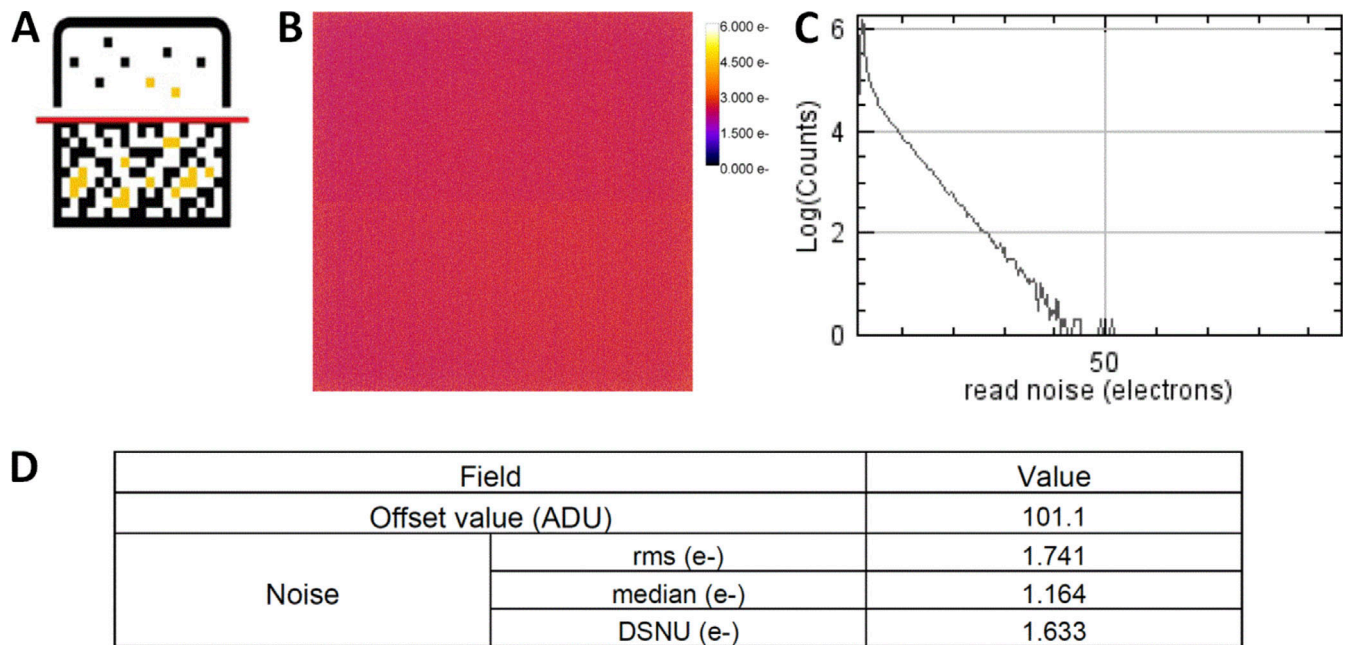 A
B
6.000 e-
4.500 e-
3.000 e-
1.500 e-
0.000 e-
C
6
4
2
0
Log(Counts)
50
read noise (electrons)
D
Field Value
Offset value (ADU) 101.1
Noise rms (e-) 1.741
median (e-) 1.164
DSNU (e-) 1.633